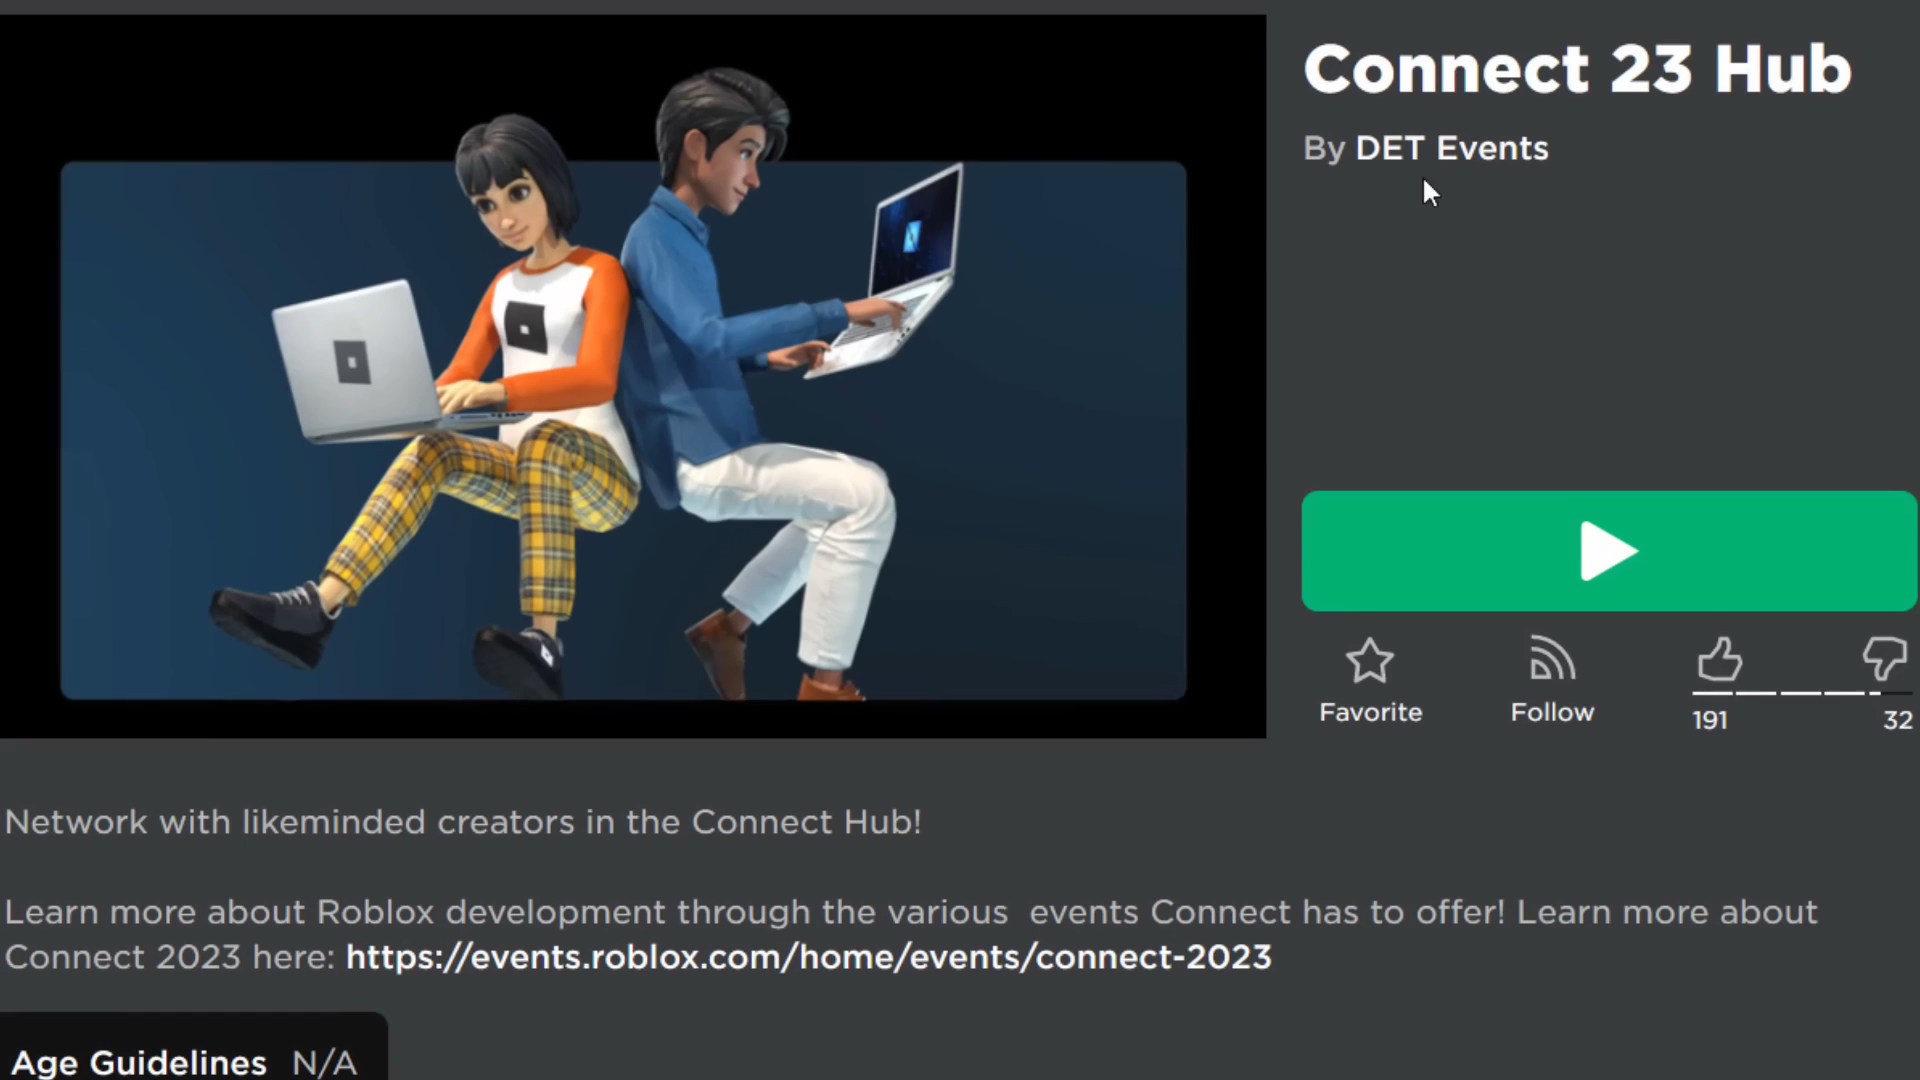 Connect 23 Hub
By DET Events
Favorite
Follow
191
32
Network with likeminded creators in the Connect Hub!
Learn more about Roblox development through the various  events Connect has to offer! Learn more about
Connect 2023 here: https://events.roblox.com/home/events/connect-2023
Age Guidelines N/A